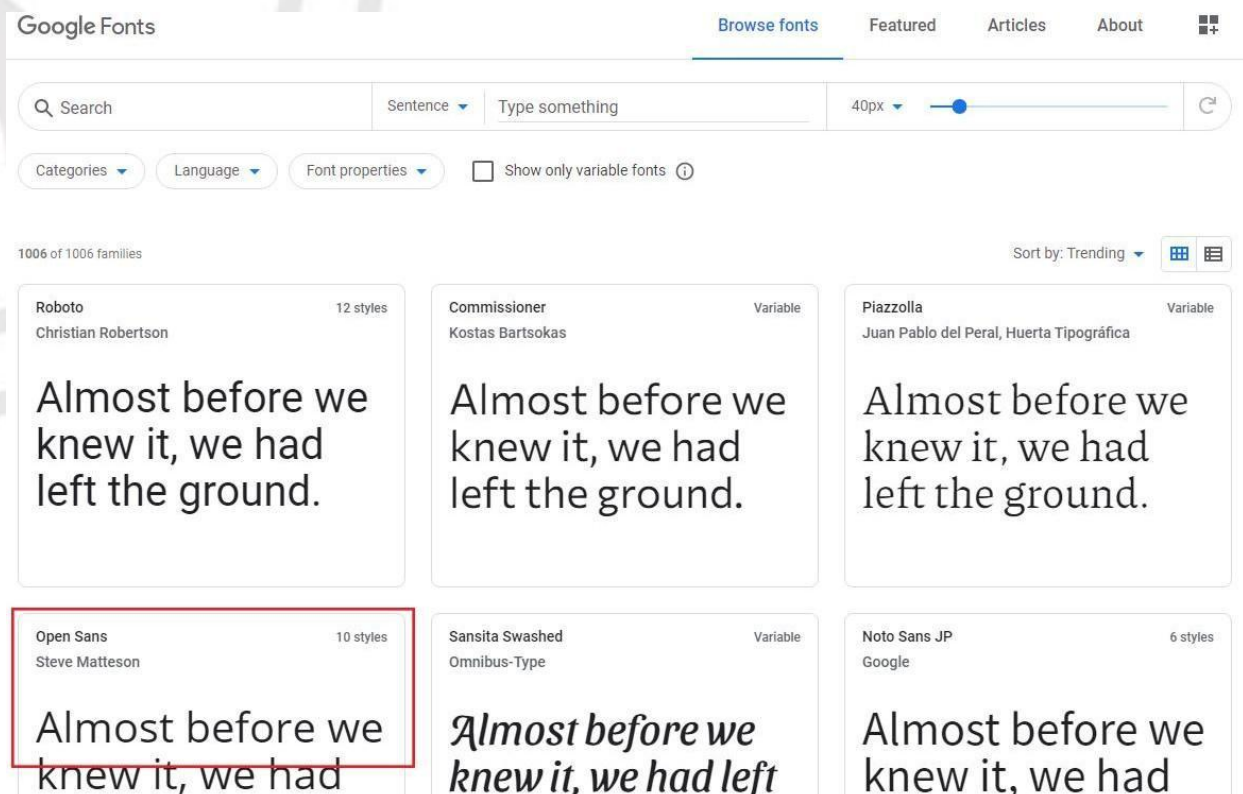 Google Fonts
Browse fonts
Featured
Articles
About
Search
Sentence
Type something
40px
Categories
Language
Font properties
Show only variable fonts
1006 of 1006 families
Sort by: Trending
Roboto
12 styles
Christian Robertson
Almost before we
knew it, we had
left the ground.
Commissioner
Variable
Kostas Bartsokas
Almost before we
knew it, we had
left the ground.
Piazzolla
Variable
Juan Pablo del Peral, Huerta Tipográfica
Almost before we
knew it, we had
left the ground.
Open Sans
10 styles
Steve Matteson
Almost before we
knew it, we had
Sansita Swashed
Variable
Omnibus-Type
Almost before we
knew it, we had left
Noto Sans JP
6 styles
Google
Almost before we
knew it, we had